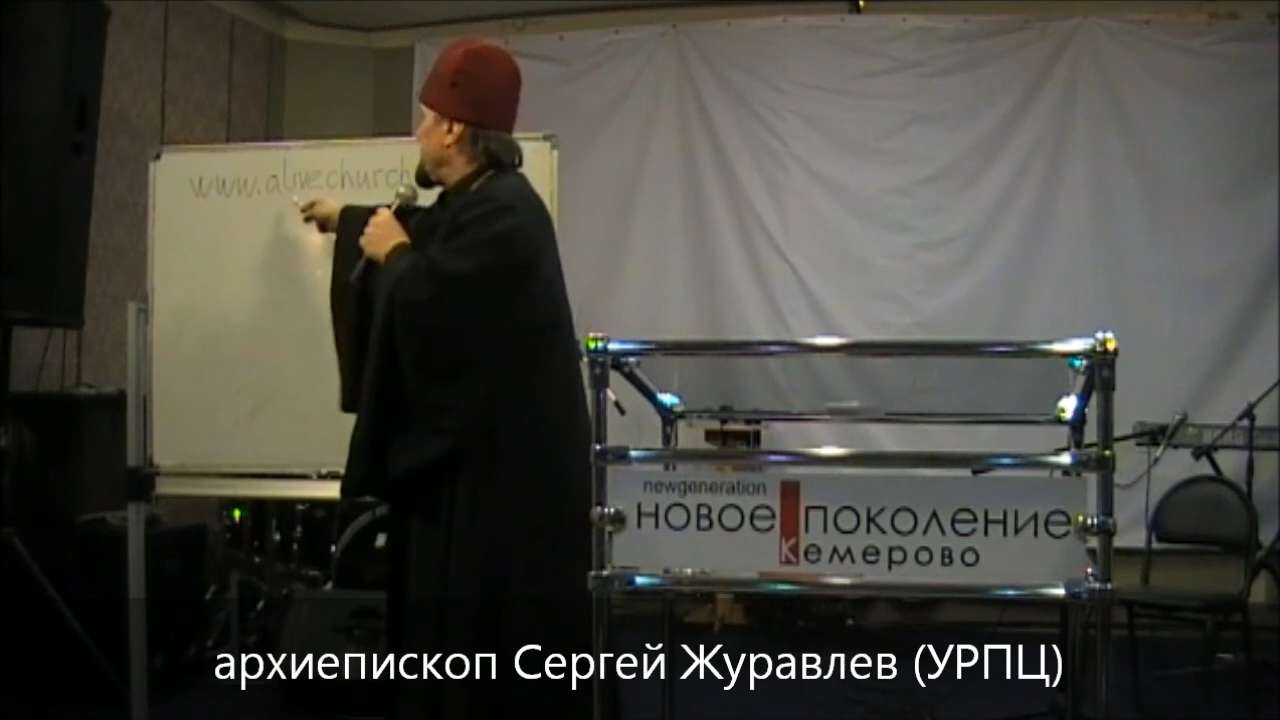 www.alivechurch
newgeneration
новое поколение
Кемерово
архиепископ Сергей Журавлев (УРПЦ)